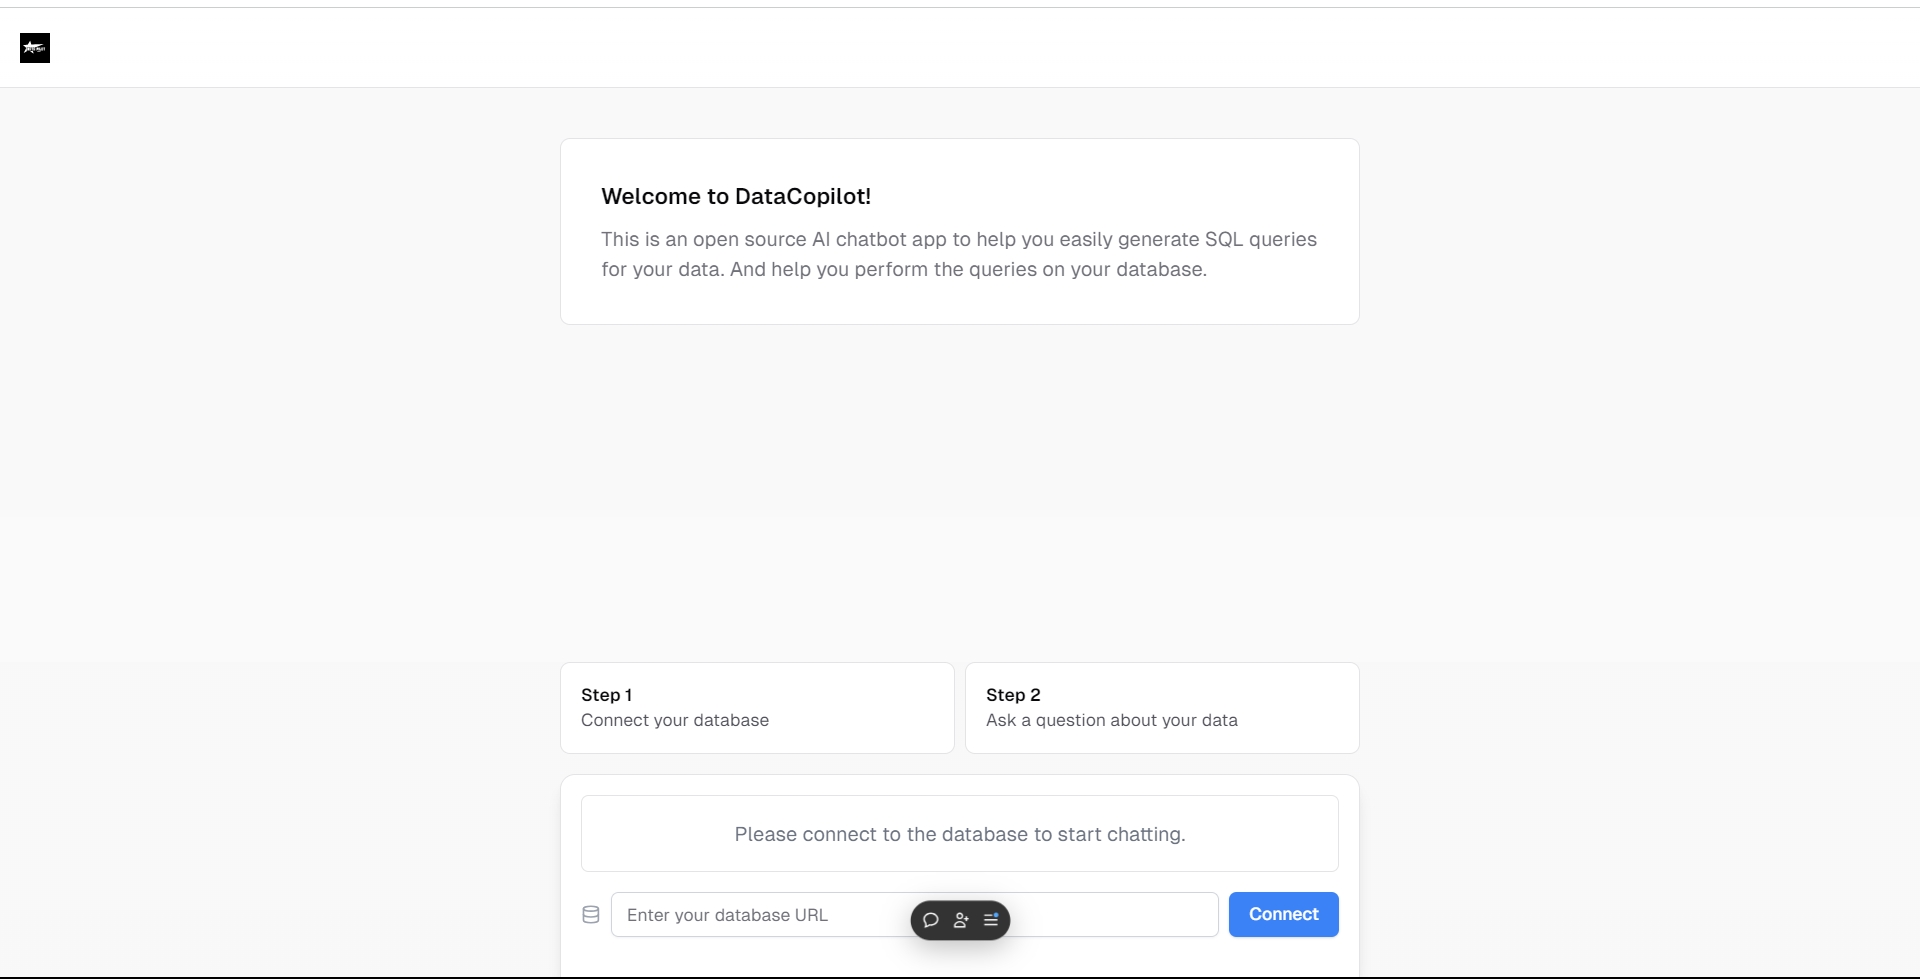 Welcome to DataCopilot!
This is an open source AI chatbot app to help you easily generate SQL queries
for your data. And help you perform the queries on your database.
Step 1
Connect your database
Step 2
Ask a question about your data
Please connect to the database to start chatting.
Enter your database URL
Connect